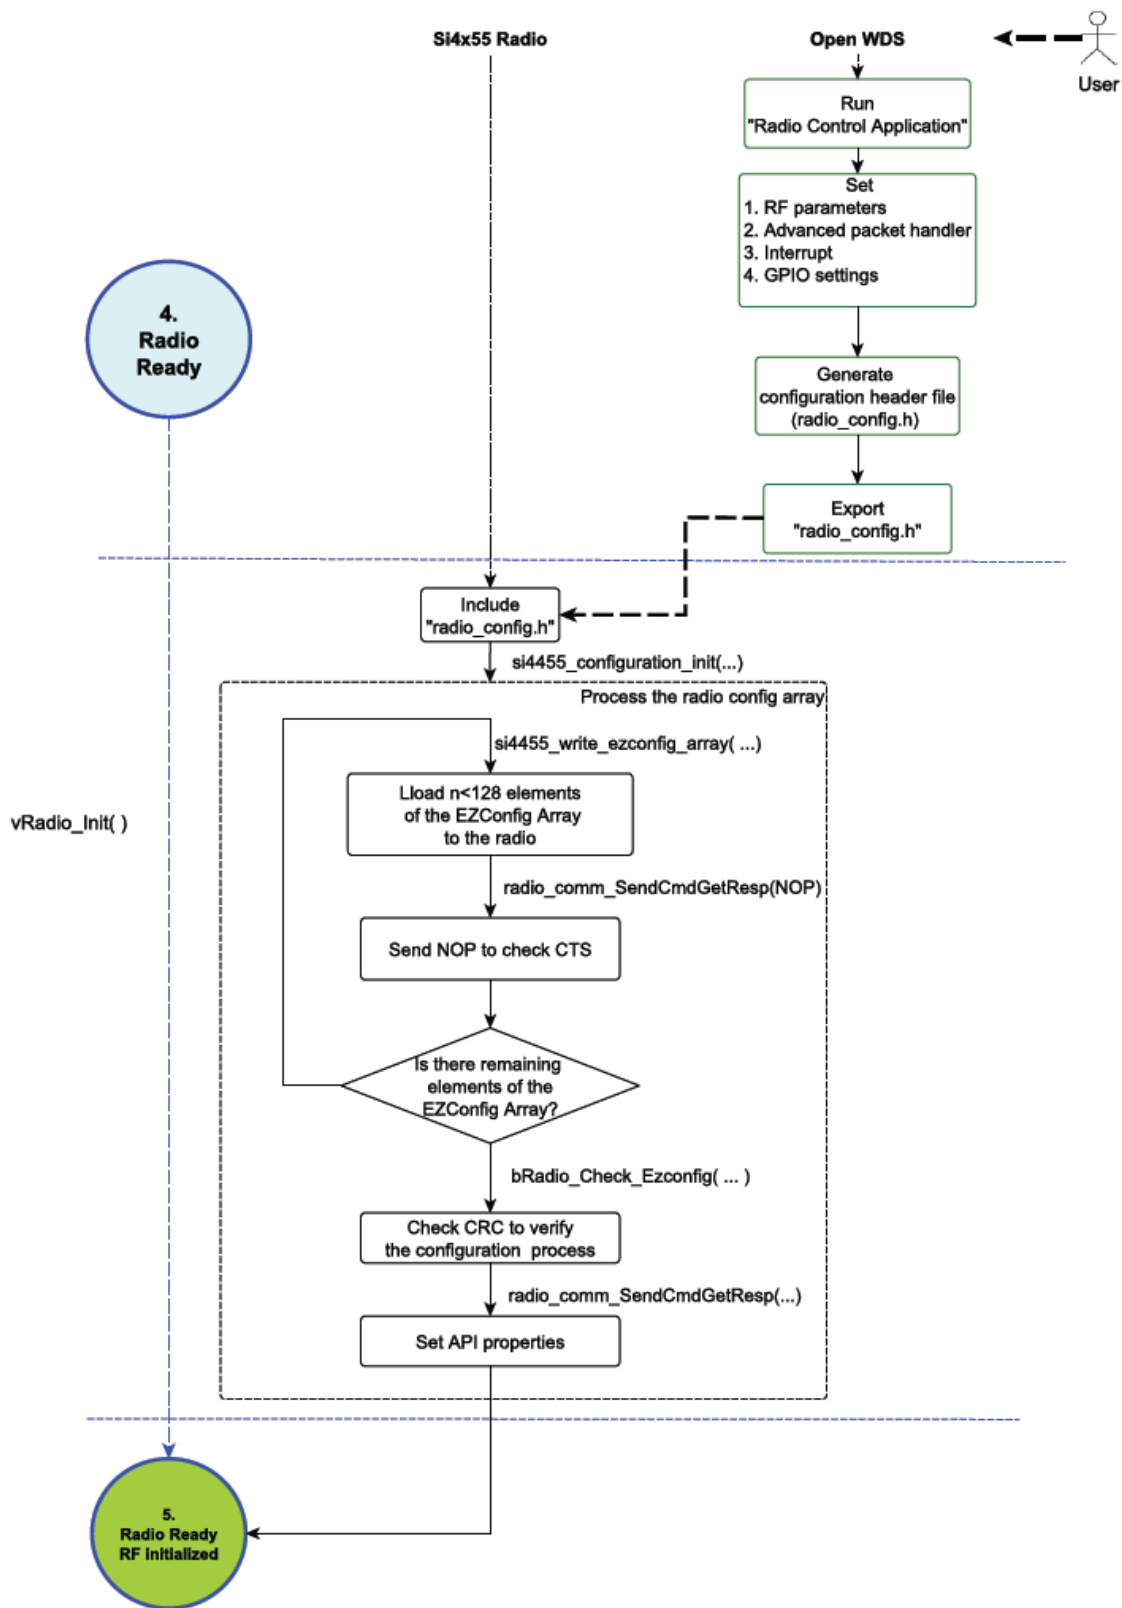 Si4x55 Radio
Open WDS
User
Run
"Radio Control Application"
Set
1. RF parameters
2. Advanced packet handler
3. Interrupt
4. GPIO settings
4.
Radio
Ready
Generate
configuration header file
(radio_config.h)
Export
"radio_config.h"
Include
"radio_config.h"
si4455_configuration_init(...)
Process the radio config array
si4455_write_ezconfig_array( ...)
Lload n<128 elements
of the EZConfig Array
to the radio
vRadio_Init( )
radio_comm_SendCmdGetResp(NOP)
Send NOP to check CTS
Is there remaining
elements of the
EZConfig Array?
bRadio_Check_Ezconfig( ... )
Check CRC to verify
the configuration process
radio_comm_SendCmdGetResp(...)
Set API properties
5.
Radio Ready
RF initialized